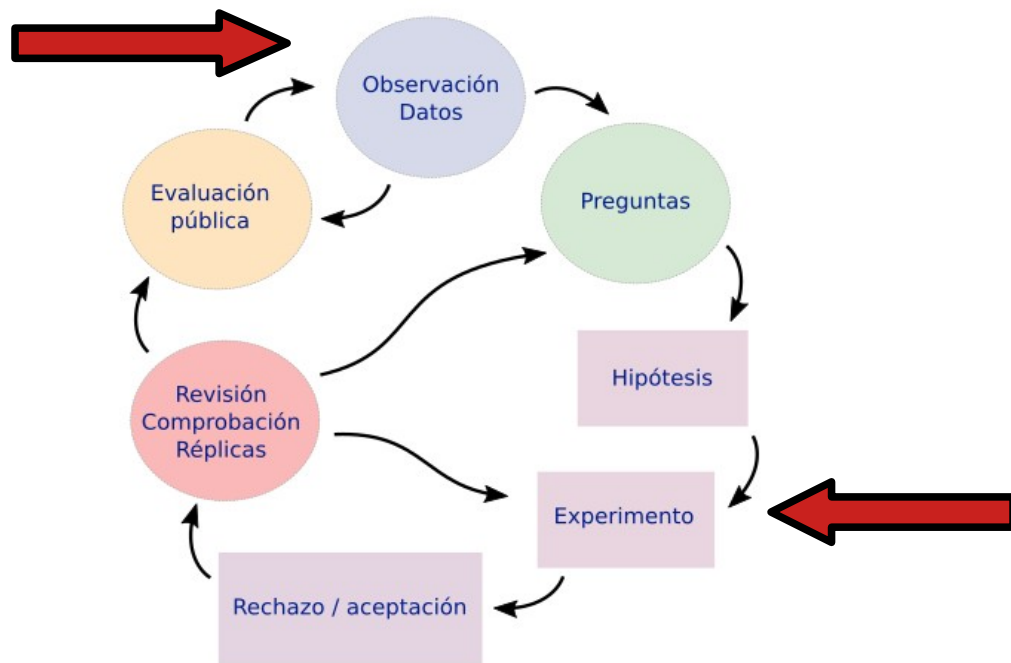 Observación
Datos
Evaluación
pública
Preguntas
Hipótesis
Revisión
Comprobación
Réplicas
Experimento
Rechazo / aceptación